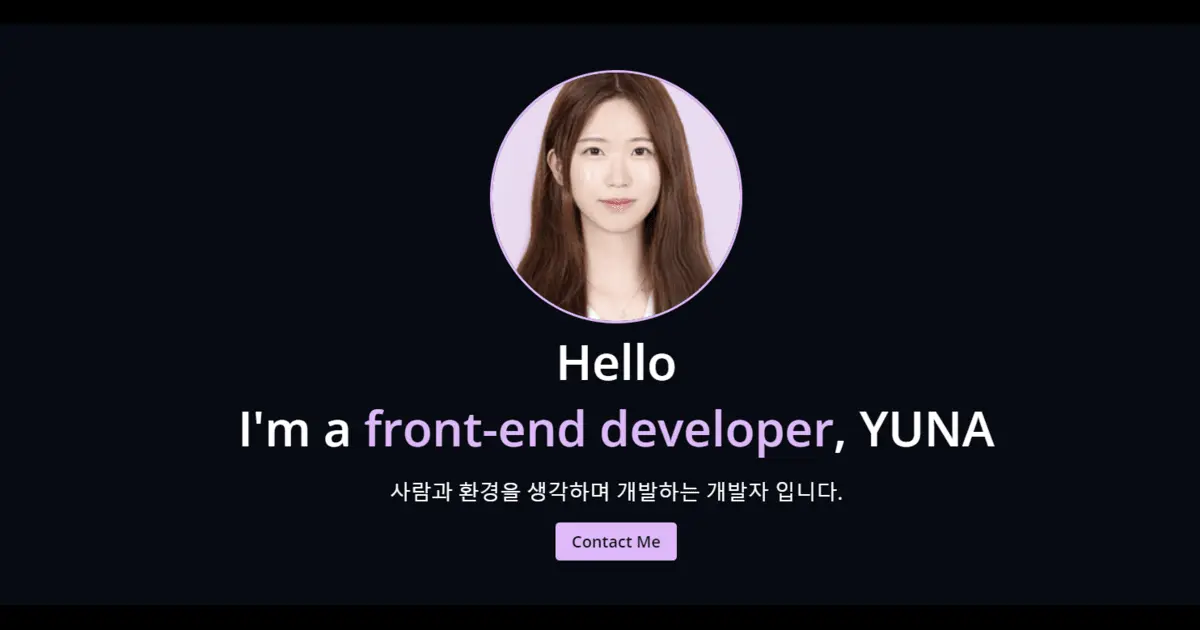 Hello
I'm a front-end developer, YUNA
사람과 환경을 생각하며 개발하는 개발자 입니다.
Contact Me